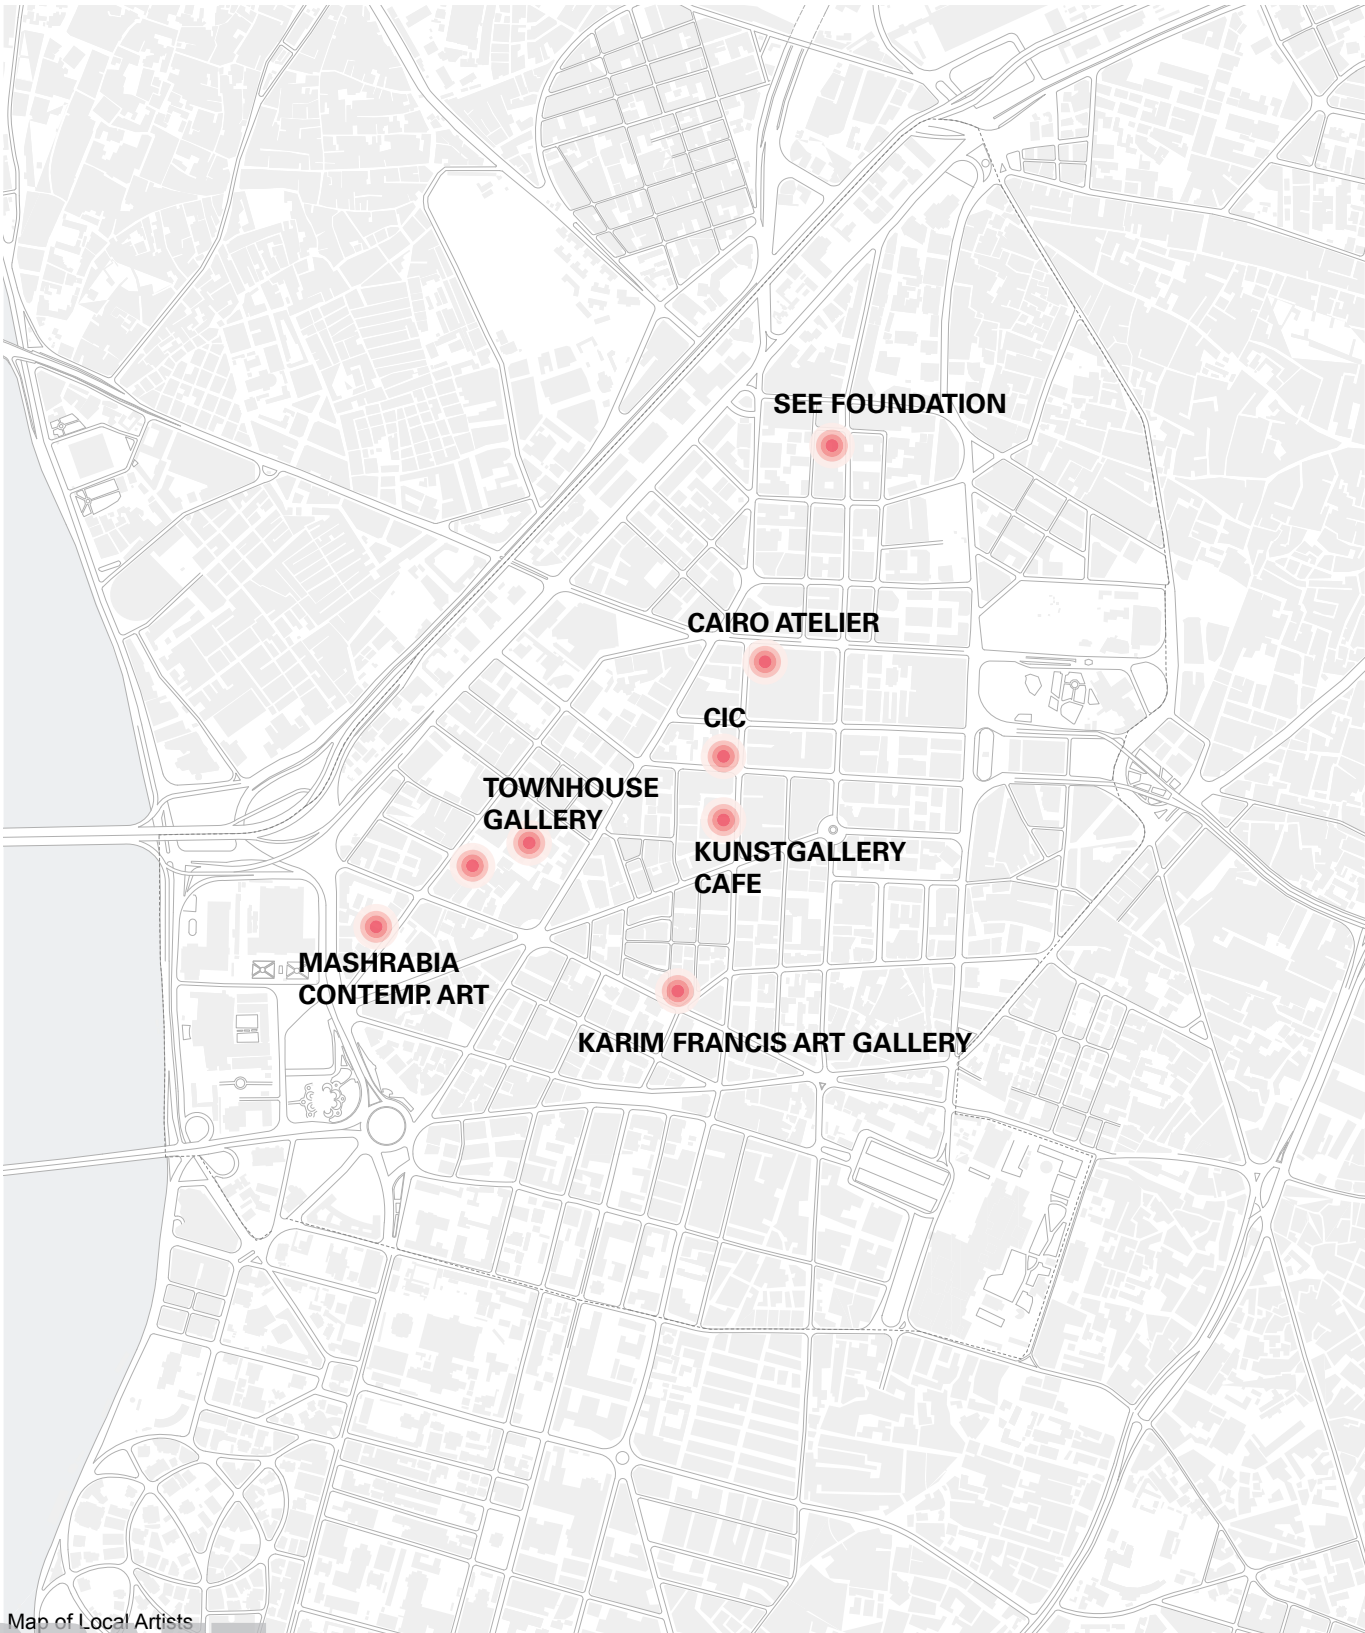 SEE FOUNDATION
CAIRO ATELIER
CIC
TOWNHOUSE
GALLERY
KUNSTGALLERY
CAFE
MASHRABIA
CONTEMP. ART
KARIM FRANCIS ART GALLERY
Map of Local Artists